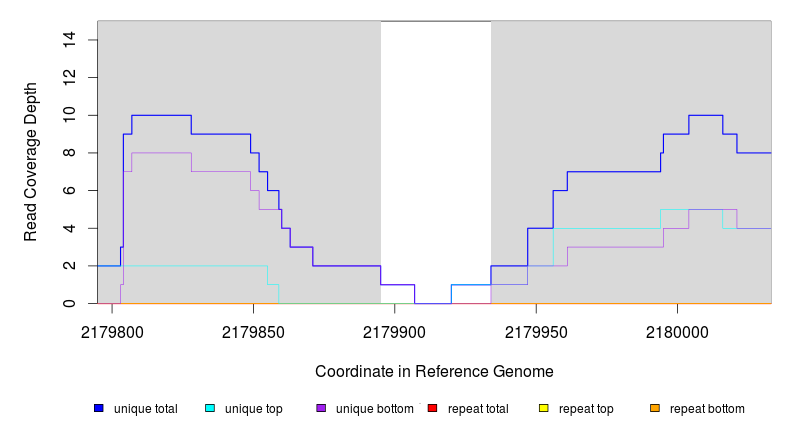 14
12
10
8
6
4
2
0
Read Coverage Depth
2179800 2179850 2179900 2179950 2180000
Coordinate in Reference Genome
unique total unique top unique bottom repeat total repeat top repeat bottom